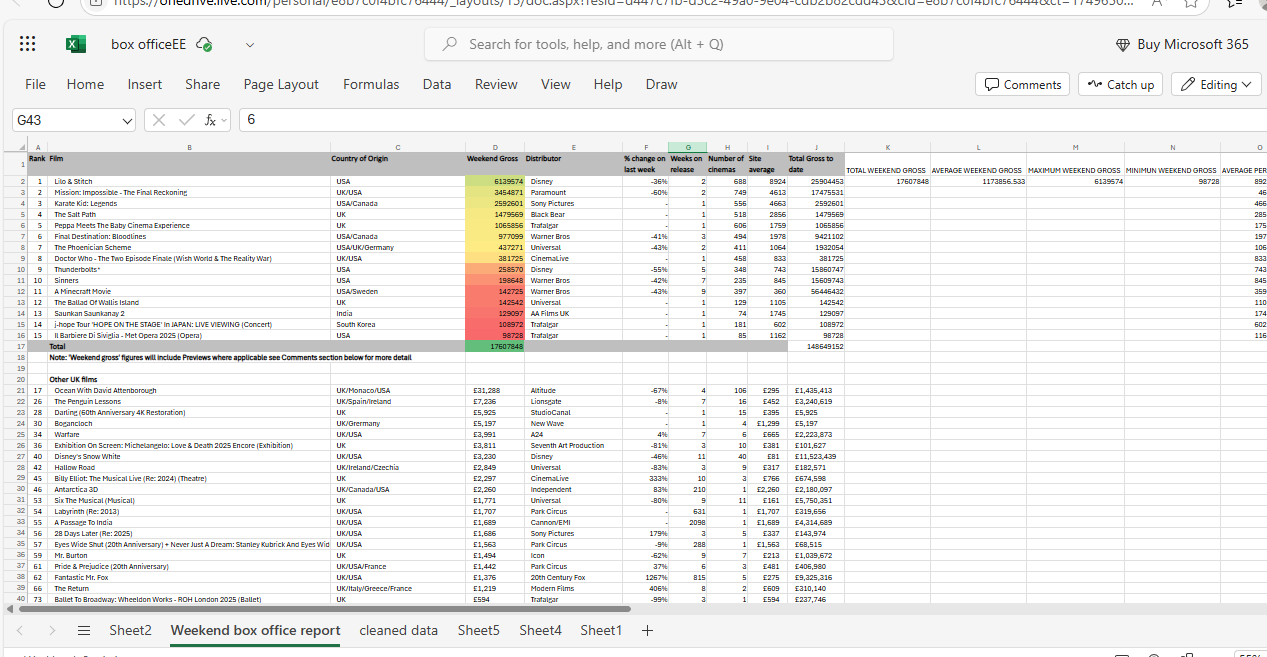 box officeEE
Search for tools, help, and more (Alt + Q)
Buy Microsoft 365
File Home Insert Share Page Layout Formulas Data Review View Help Draw
Comments Catch up Editing
G43 fx 6
A B C D E F G H I J K L M N O
1 Rank Film Country of Origin Weekend Gross Distributor % change on last week Weeks on release Number of cinemas Site average Total Gross to date TOTAL WEEKEND GROSS AVERAGE WEEKEND GROSS MAXIMUM WEEKEND GROSS MINIMUN WEEKEND GROSS AVERAGE PER
2 1 Lilo & Stitch USA 6139574 Disney -36% 2 688 8924 25904453 17607848 1173856.533 6139574 98728 892
3 2 Mission: Impossible - The Final Reckoning UK/USA 3454871 Paramount -60% 2 749 4613 17475531 46
4 3 Karate Kid: Legends USA/Canada 2592601 Sony Pictures - 1 556 4663 2592601 466
5 4 The Salt Path UK 1479569 Black Bear - 1 518 2856 1479569 285
6 5 Peppa Meets The Baby Cinema Experience UK 1065856 Trafalgar - 1 606 1759 1065856 175
7 6 Final Destination: Bloodlines USA/Canada 977099 Warner Bros -41% 3 494 1978 9421102 197
8 7 The Phoenician Scheme USA/UK/Germany 437271 Universal -43% 2 411 1064 1932054 106
9 8 Doctor Who - The Two Episode Finale (Wish World & The Reality War) UK/USA 381725 CinemaLive - 1 458 833 381725 833
10 9 Thunderbolts* USA 258570 Disney -55% 5 348 743 15860747 743
11 10 Sinners USA 198648 Warner Bros -42% 7 235 845 15609743 845
12 11 A Minecraft Movie USA/Sweden 142725 Warner Bros -43% 9 397 360 56446432 359
13 12 The Ballad Of Wallis Island UK 142542 Universal - 1 129 1105 142542 110
14 13 Saunkan Saunkanay 2 India 129097 AA Films UK - 1 74 1745 129097 174
15 14 j-hope Tour 'HOPE ON THE STAGE' In JAPAN: LIVE VIEWING (Concert) South Korea 108972 Trafalgar - 1 181 602 108972 602
16 15 Il Barbiere Di Siviglia - Met Opera 2025 (Opera) USA 98728 Trafalgar - 1 85 1162 98728 116
17 Total 17607848 148649152
18 Note: 'Weekend gross' figures will include Previews where applicable see Comments section below for more detail
19
20 Other UK films
21 17 Ocean With David Attenborough UK/Monaco/USA £31,288 Altitude -67% 4 106 £295 £1,435,413
22 26 The Penguin Lessons UK/Spain/Ireland £7,236 Lionsgate -8% 7 16 £452 £3,240,619
23 28 Darling (60th Anniversary 4K Restoration) UK £5,925 StudioCanal - 1 15 £395 £5,925
24 30 Bogancloch UK/Grermany £5,197 New Wave - 1 4 £1,299 £5,197
25 34 Warfare UK/USA £3,991 A24 4% 7 6 £665 £2,223,873
26 36 Exhibition On Screen: Michelangelo: Love & Death 2025 Encore (Exhibition) UK £3,811 Seventh Art Production -81% 3 10 £381 £101,627
27 40 Disney's Snow White UK/USA £3,230 Disney -46% 11 40 £81 £11,523,439
28 42 Hallow Road UK/Ireland/Czechia £2,849 Universal -83% 3 9 £317 £182,571
29 45 Billy Elliot: The Musical Live (Re: 2024) (Theatre) UK £2,297 CinemaLive 333% 10 3 £766 £674,598
30 46 Antarctica 3D UK/Canada/USA £2,260 Independent 83% 210 1 £2,260 £2,180,097
31 53 Six The Musical (Musical) UK £1,771 Universal -80% 9 11 £161 £5,750,351
32 54 Labyrinth (Re: 2013) UK/USA £1,707 Park Circus - 631 1 £1,707 £319,656
33 55 A Passage To India UK/USA £1,689 Cannon/EMI - 2098 1 £1,689 £4,314,689
34 56 28 Days Later (Re: 2025) UK/USA £1,686 Sony Pictures 179% 3 5 £337 £143,974
35 57 Eyes Wide Shut (20th Anniversary) + Never Just A Dream: Stanley Kubrick And Eyes Wid UK/USA £1,563 Park Circus -9% 288 1 £1,563 £68,515
36 59 Mr. Burton UK £1,494 Icon -62% 9 7 £213 £1,039,672
37 61 Pride & Prejudice (20th Anniversary) UK/USA/France £1,442 Park Circus 37% 6 3 £481 £406,980
38 62 Fantastic Mr. Fox UK/USA £1,376 20th Century Fox 1267% 815 5 £275 £9,325,316
39 66 The Return UK/Italy/Greece/France £1,219 Modern Films 406% 8 2 £609 £310,140
40 73 Ballet To Broadway: Wheeldon Works - ROH London 2025 (Ballet) UK £594 Trafalgar -99% 3 1 £594 £237,746
Sheet2 Weekend box office report cleaned data Sheet5 Sheet4 Sheet1